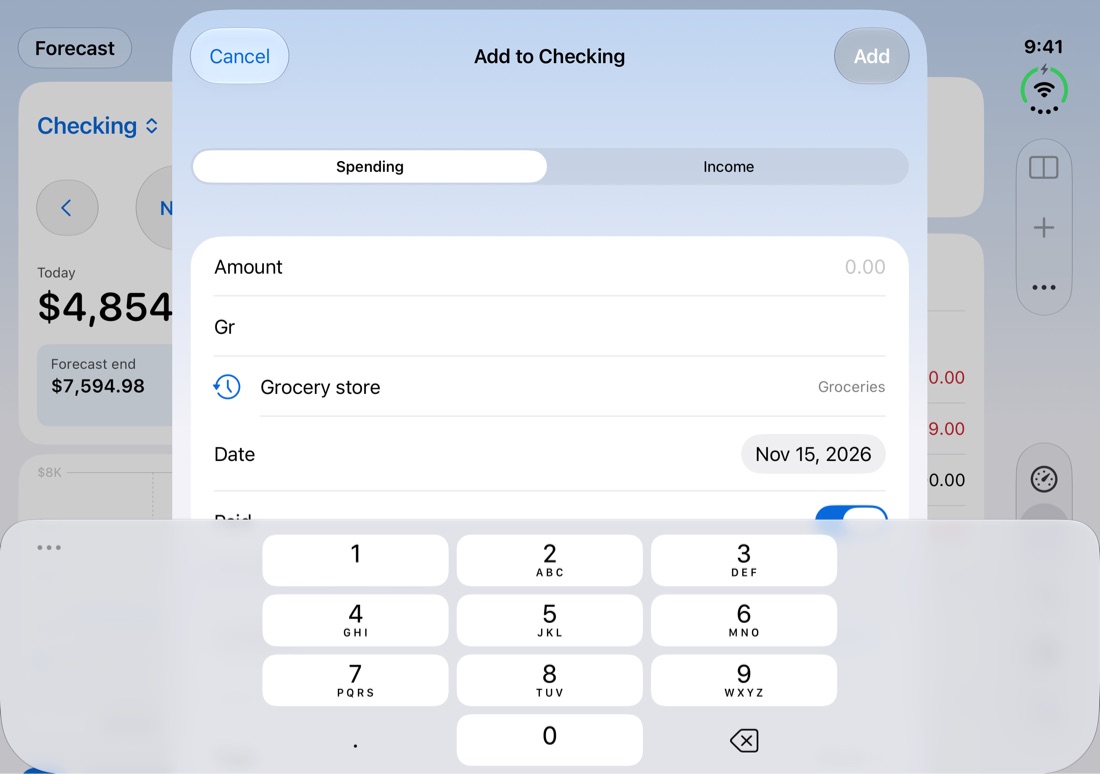 Forecast
Cancel
Add to Checking
Add
9:41
Checking
N
Spending
Income
Today
$4,854
Forecast end
$7,594.98
$8K
Amount
0.00
Gr
Grocery store
Groceries
Date
Nov 15, 2026
Paid
0.00
9.00
0.00
1
2
ABC
3
DEF
4
GHI
5
JKL
6
MNO
7
PQRS
8
TUV
9
WXYZ
.
0